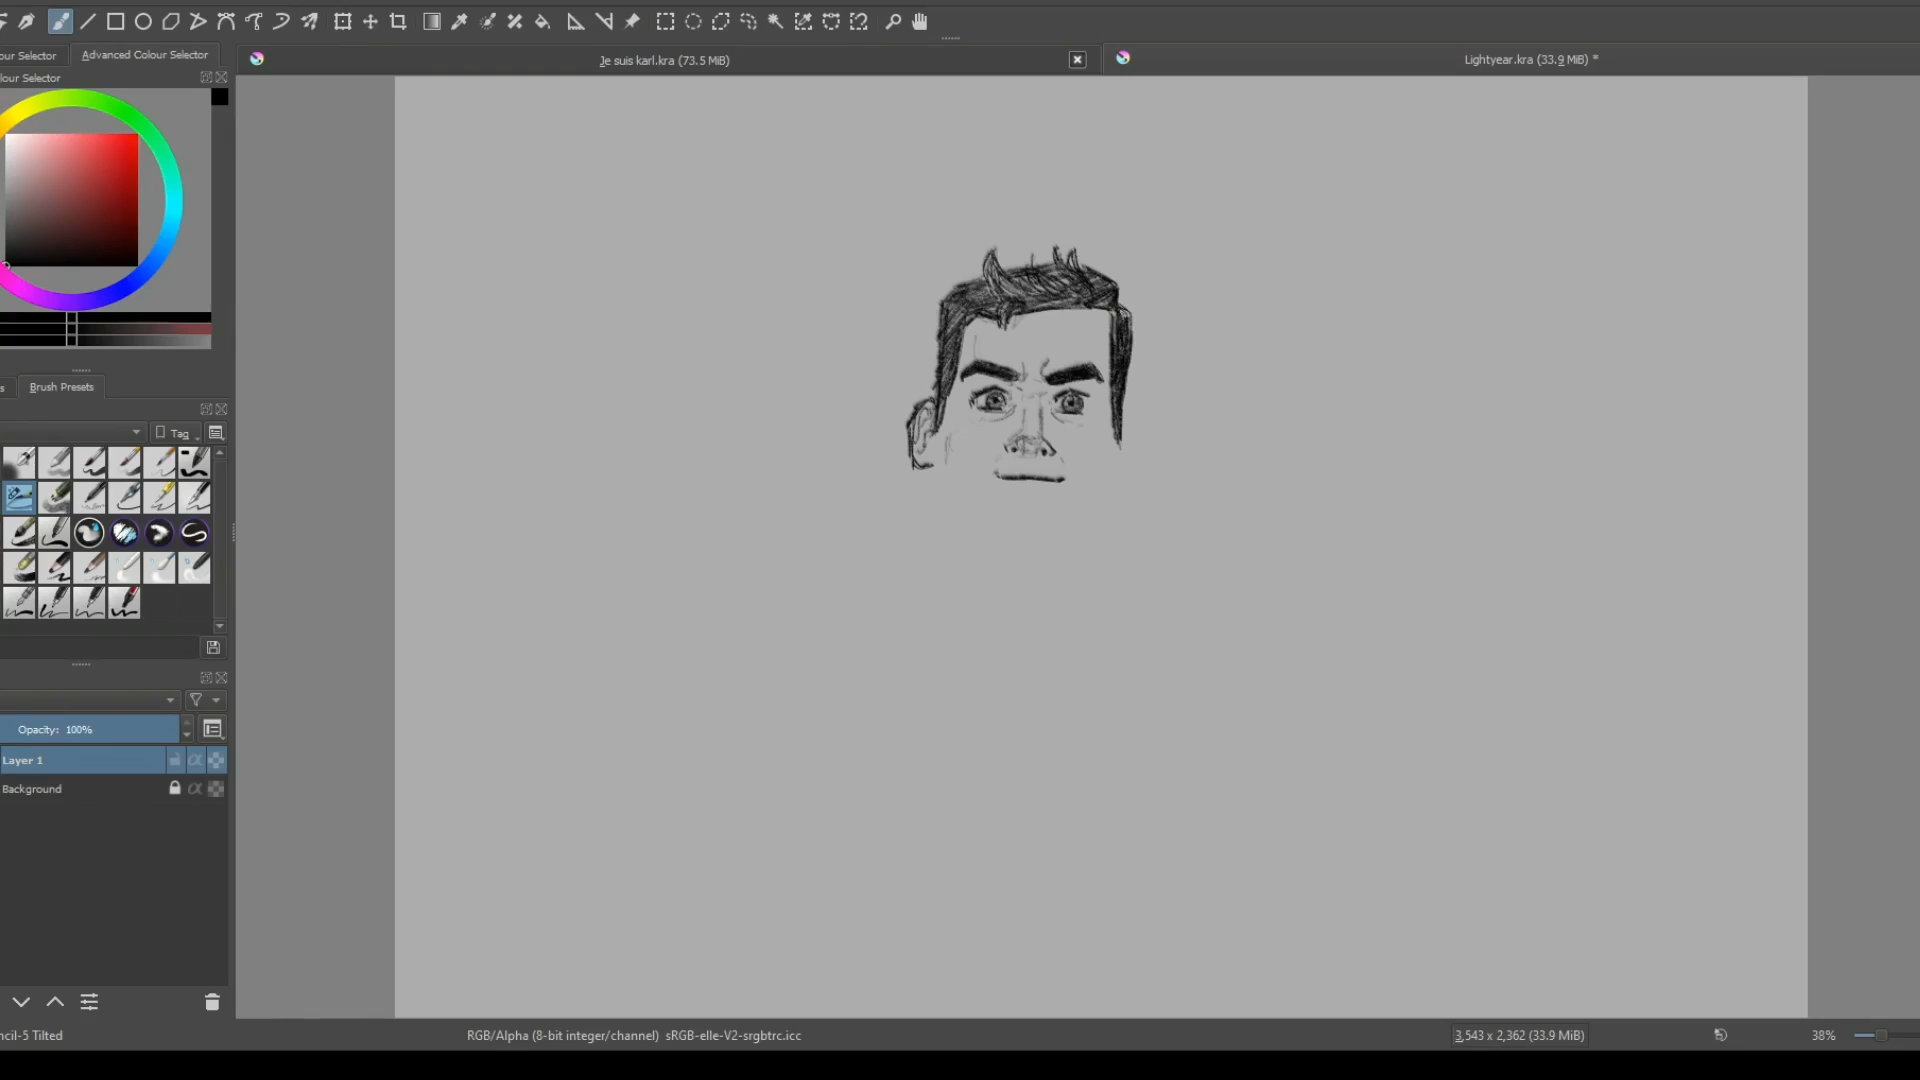 our Selector
Advanced Colour Selector
Je suis karl.kra (73.5 MiB)
Lightyear.kra (33.9 MiB) *
lour Selector
s
Brush Presets
Tag
Opacity: 100%
Layer 1
Background
ncil-5 Tilted
RGB/Alpha (8-bit integer/channel) sRGB-elle-V2-srgbtrc.icc
3,543 x 2,362 (33.9 MiB)
38%